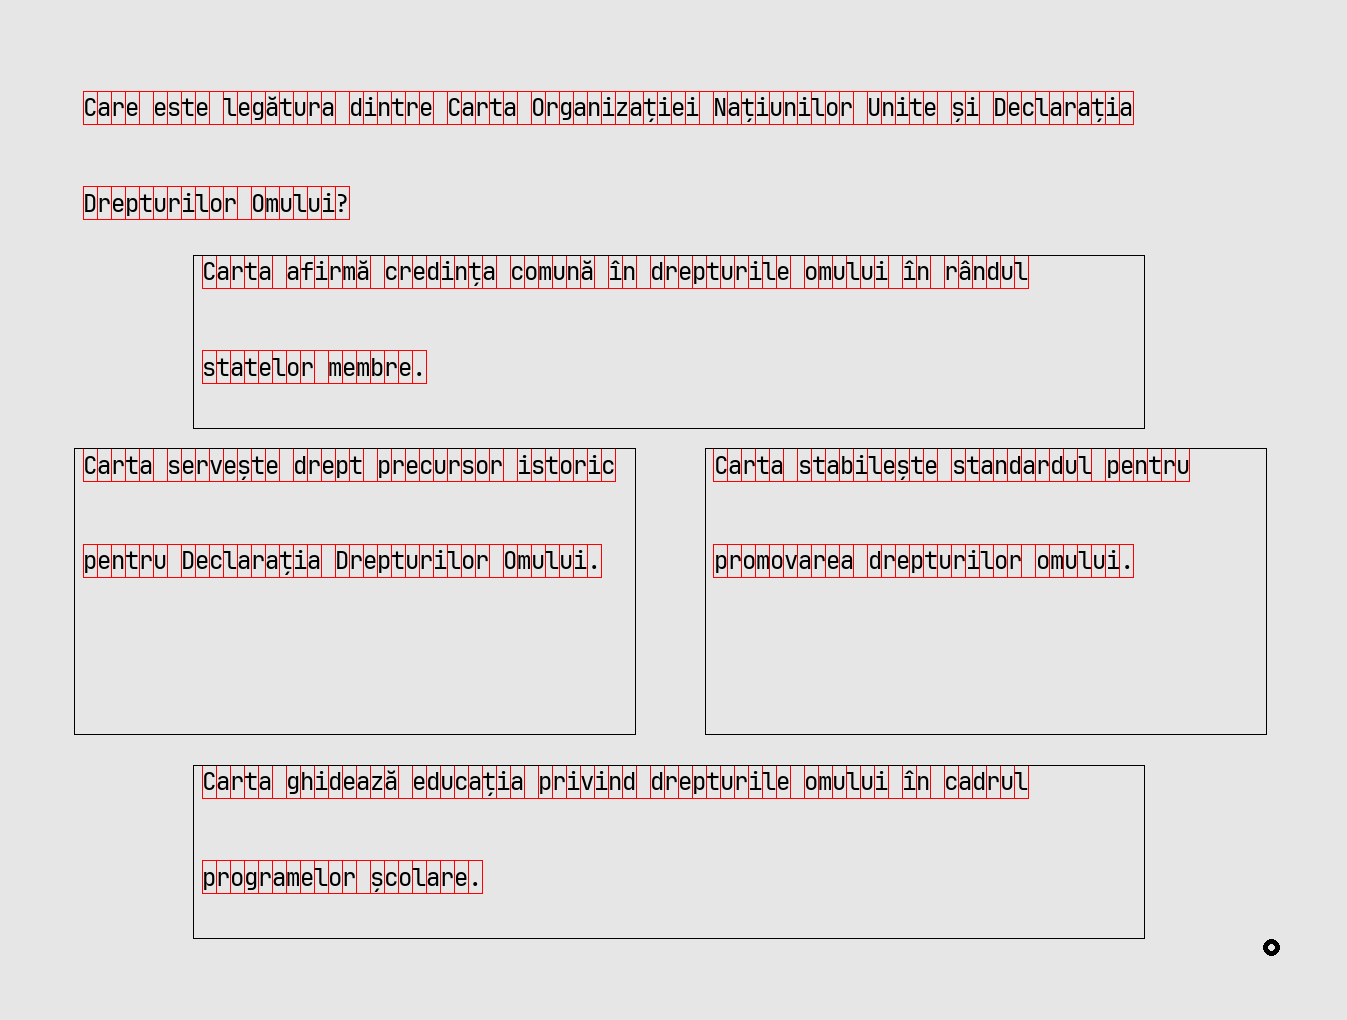 Care este legătura dintre Carta Organizației Națiunilor Unite și Declarația
Drepturilor Omului?
Carta afirmă credința comună în drepturile omului în rândul
statelor membre.
Carta servește drept precursor istoric
pentru Declarația Drepturilor Omului.
Carta stabilește standardul pentru
promovarea drepturilor omului.
Carta ghidează educația privind drepturile omului în cadrul
programelor școlare.